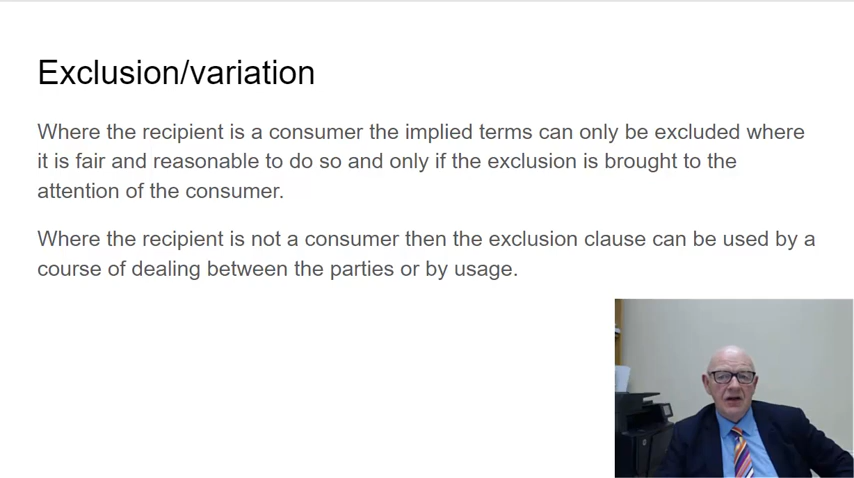 Exclusion/variation
Where the recipient is a consumer the implied terms can only be excluded where
it is fair and reasonable to do so and only if the exclusion is brought to the
attention of the consumer.
Where the recipient is not a consumer then the exclusion clause can be used by a
course of dealing between the parties or by usage.